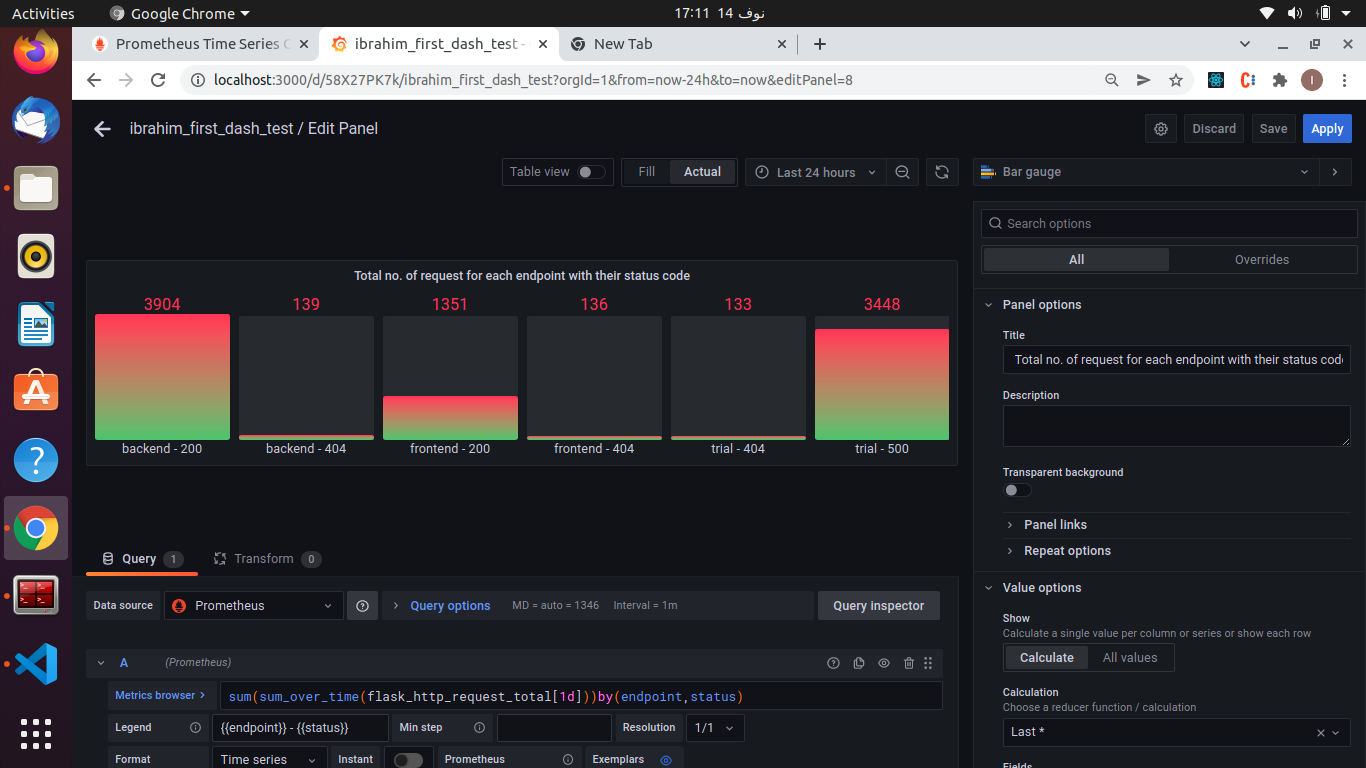 Activities
Google Chrome
17:11 14 نوف
Prometheus Time Series C
ibrahim_first_dash_test -
New Tab
localhost:3000/d/58X27PK7k/ibrahim_first_dash_test?orgId=1&from=now-24h&to=now&editPanel=8
I
ibrahim_first_dash_test / Edit Panel
Discard
Save
Apply
Table view
Fill
Actual
Last 24 hours
Bar gauge
Search options
All
Overrides
Total no. of request for each endpoint with their status code
3904
139
1351
136
133
3448
backend - 200
backend - 404
frontend - 200
frontend - 404
trial - 404
trial - 500
Panel options
Title
Total no. of request for each endpoint with their status code
Description
Transparent background
Panel links
Repeat options
Value options
Show
Calculate a single value per column or series or show each row
Calculate
All values
Calculation
Choose a reducer function / calculation
Last *
Fields
Query 1
Transform 0
Data source
Prometheus
Query options
MD = auto = 1346
Interval = 1m
Query inspector
A
(Prometheus)
Metrics browser
sum(sum_over_time(flask_http_request_total[1d]))by(endpoint,status)
Legend
{{endpoint}} - {{status}}
Min step
Resolution
1/1
Format
Time series
Instant
Prometheus
Exemplars